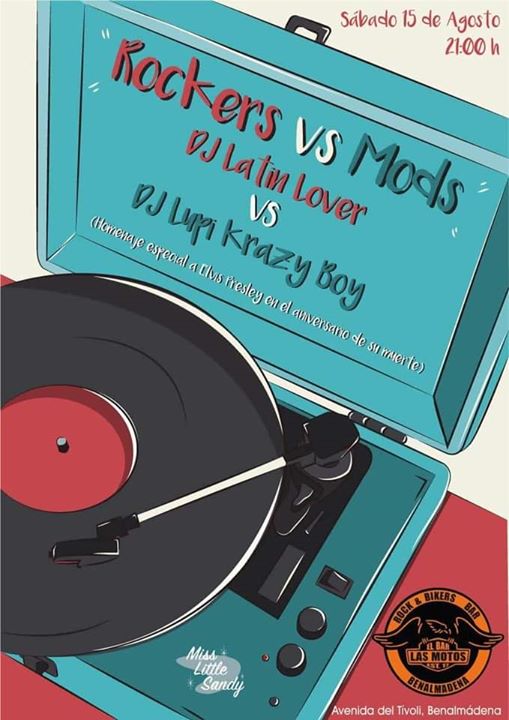 Sábado 15 de Agosto
21:00 h
"Rockers vs Mods"
DJ Latin Lover
vs
DJ Lupi Krazy Boy
(Homenaje especial a Elvis Presley en el aniversario de su muerte)
ROCK & BIKERS BAR
EL BAR
LAS MOTOS
BENALMADENA
Miss
Little
Sandy
Avenida del Tívoli, Benalmádena